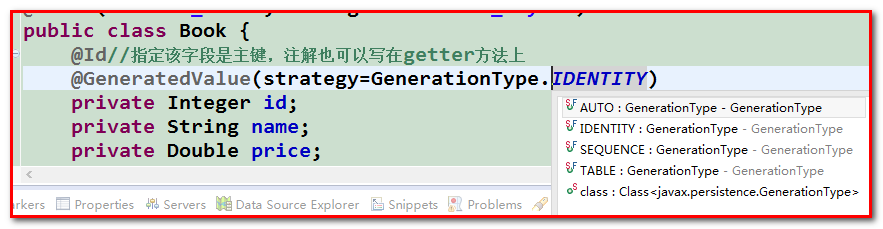 public class Book {
@Id//指定该字段是主键，注解也可以写在getter方法上
@GeneratedValue(strategy=GenerationType.IDENTITY)
private Integer id;
private String name;
private Double price;
AUTO : GenerationType - GenerationType
IDENTITY : GenerationType - GenerationType
SEQUENCE : GenerationType - GenerationType
TABLE : GenerationType - GenerationType
class : Class<javax.persistence.GenerationType>
arkers Properties Servers Data Source Explorer Snippets Problems